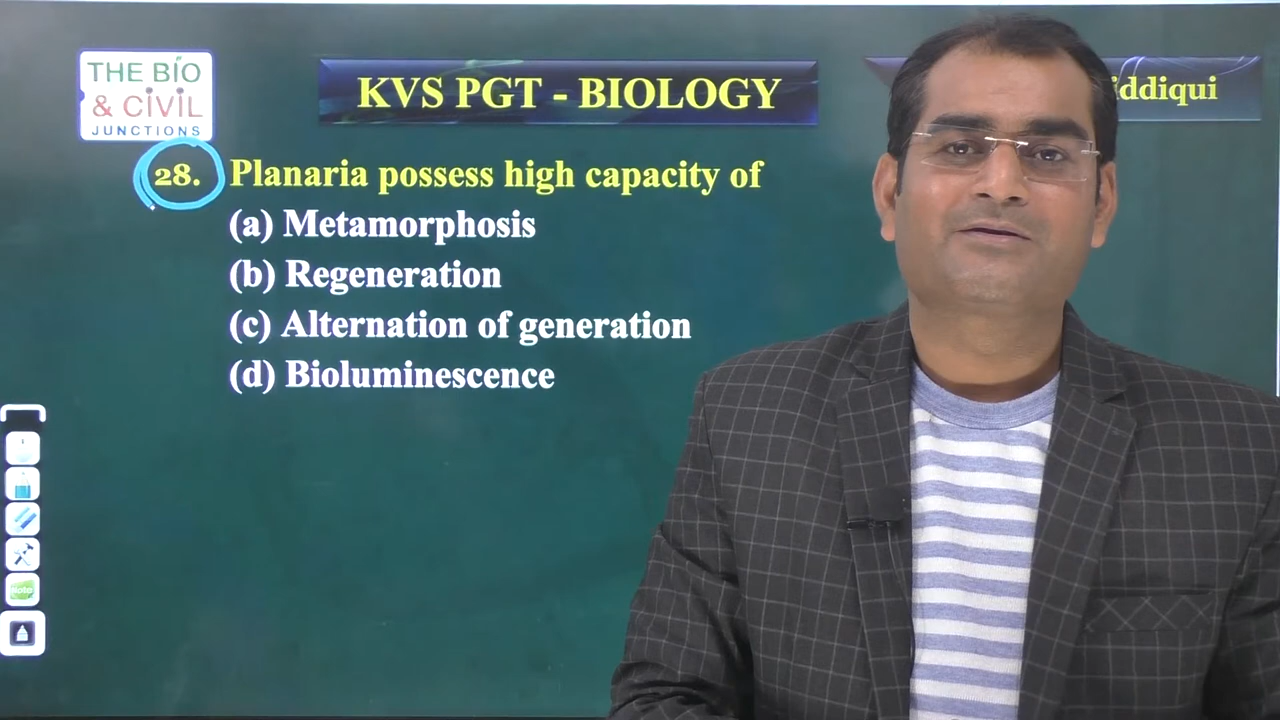 THE BIO
& CIVIL
JUNCTIONS
KVS PGT - BIOLOGY
28. Planaria possess high capacity of
(a) Metamorphosis
(b) Regeneration
(c) Alternation of generation
(d) Bioluminescence